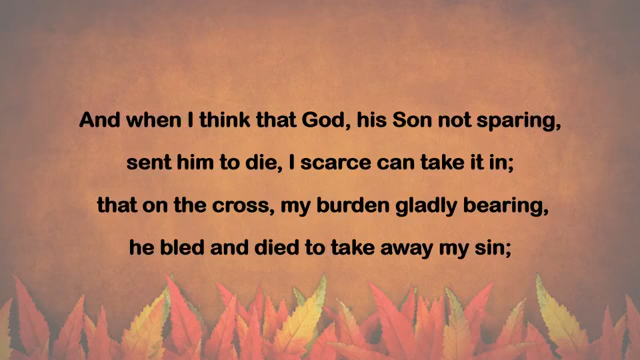 And when I think that God, his Son not sparing,
sent him to die, I scarce can take it in;
that on the cross, my burden gladly bearing,
he bled and died to take away my sin;